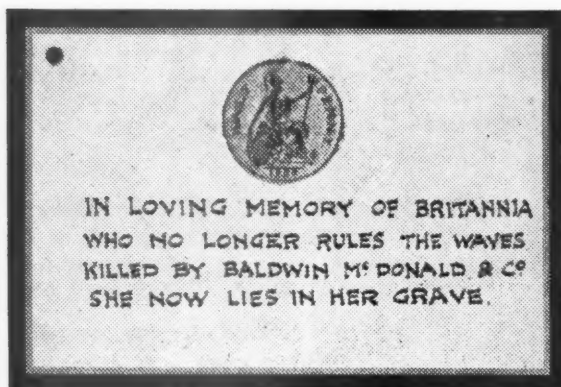 IN LOVING MEMORY OF BRITANNIA
WHO NO LONGER RULES THE WAVES
KILLED BY BALDWIN Mc DONALD & Co
SHE NOW LIES IN HER GRAVE.